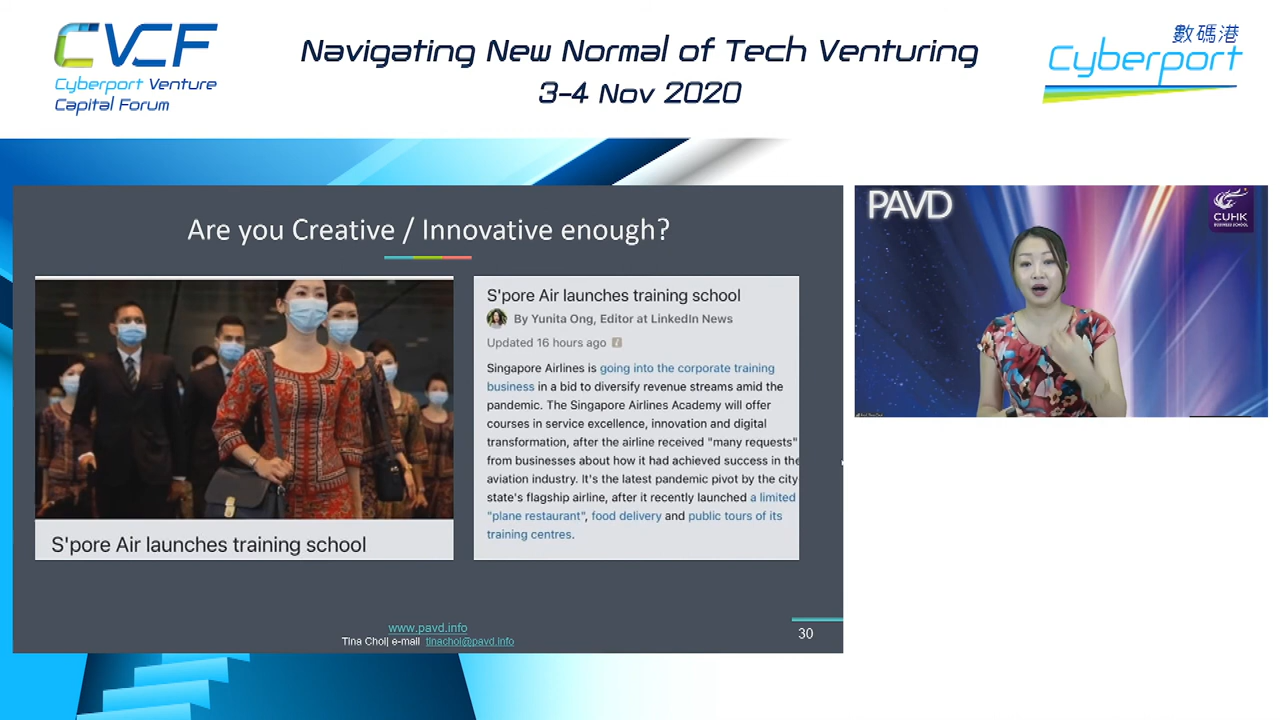 CVCF
Cyberport Venture
Capital Forum
Navigating New Normal of Tech Venturing
3-4 Nov 2020
數碼港
Cyberport
Are you Creative / Innovative enough?
S'pore Air launches training school
S'pore Air launches training school
By Yunita Ong, Editor at LinkedIn News
Updated 16 hours ago
Singapore Airlines is going into the corporate training
business in a bid to diversify revenue streams amid the
pandemic. The Singapore Airlines Academy will offer
courses in service excellence, innovation and digital
transformation, after the airline received "many requests"
from businesses about how it had achieved success in the
aviation industry. It's the latest pandemic pivot by the city
state's flagship airline, after it recently launched a limited
"plane restaurant", food delivery and public tours of its
training centres.
www.pavd.info
Tina Choi| e-mail tinachoi@pavd.info
30
PAVD
CUHK
BUSINESS SCHOOL